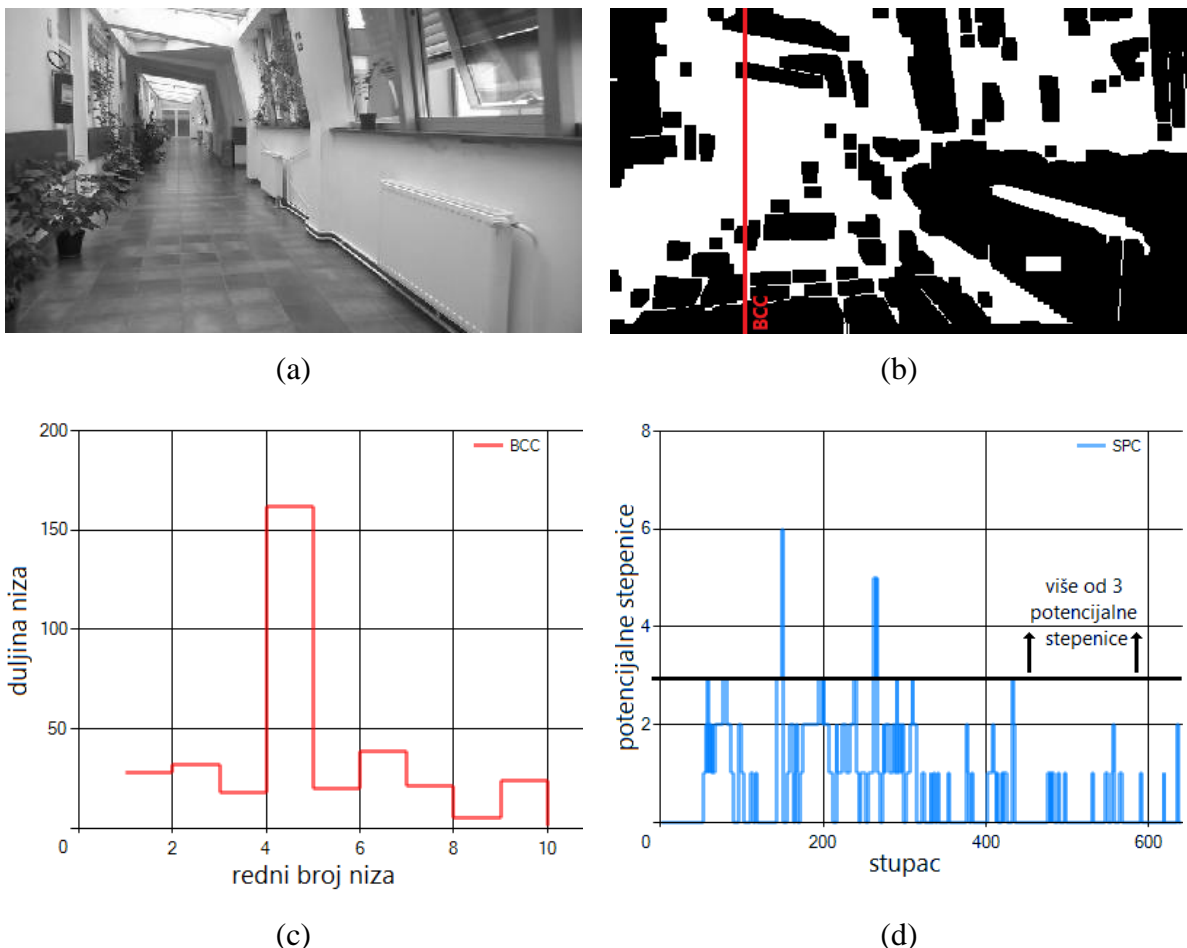 BCC
(a)
(b)
200
150
100
50
0
2
4
6
8
10
BCC
duljina niza
redni broj niza
8
6
4
2
0
200
400
600
SPC
potencijalne stepenice
više od 3
potencijalne
stepenice
stupac
(c)
(d)